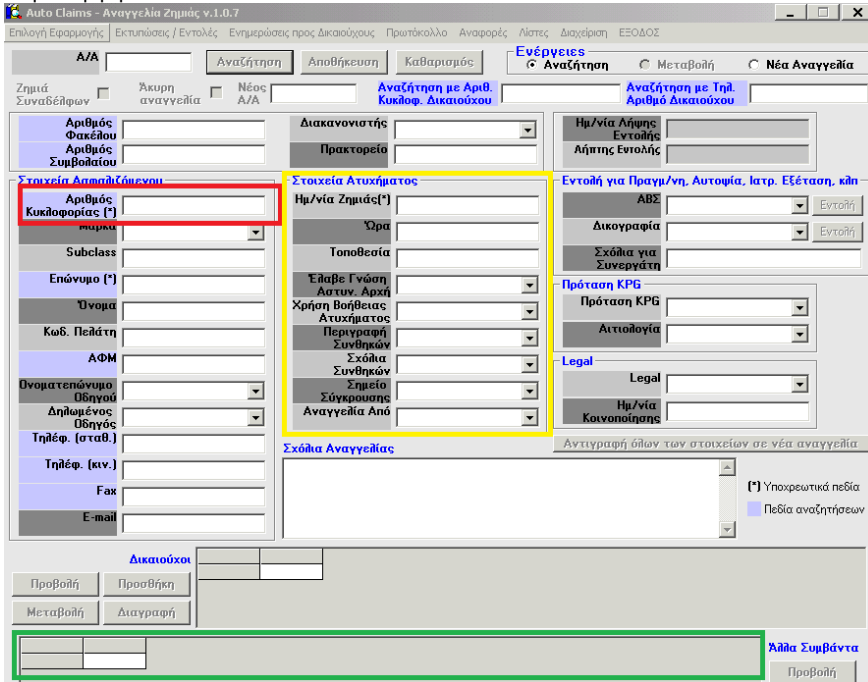 Auto Claims - Αναγγελία Ζημιάς v.1.0.7
Επιλογή Εφαρμογής Εκτυπώσεις / Εντολές Ενημερώσεις προς Δικαιούχους Πρωτόκολλο Αναφορές Λίστες Διαχείριση ΕΞΟΔΟΣ
Α/Α Αναζήτηση Αποθήκευση Καθαρισμός
Ενέργειες
Αναζήτηση Μεταβολή Νέα Αναγγελία
Ζημιά Συναδέλφων
Άκυρη αναγγελία
Νέος Α/Α
Αναζήτηση με Αριθ. Κυκλοφ. Δικαιούχου
Αναζήτηση με Τηλ. Αριθμό Δικαιούχου
Αριθμός Φακέλου
Αριθμός Συμβολαίου
Διακανονιστής
Πρακτορείο
Ημ/νία Λήψης Εντολής
Λήπτης Εντολής
Στοιχεία Ασφαλιζόμενου
Αριθμός Κυκλοφορίας (*)
Μάρκα
Subclass
Επώνυμο (*)
Όνομα
Κωδ. Πελάτη
ΑΦΜ
Ονοματεπώνυμο Οδηγού
Δηλωμένος Οδηγός
Τηλέφ. (σταθ.)
Τηλέφ. (κιν.)
Fax
E-mail
Στοιχεία Ατυχήματος
Ημ/νία Ζημιάς(*)
Ώρα
Τοποθεσία
Έλαβε Γνώση Αστυν. Αρχή
Χρήση Βοήθειας Ατυχήματος
Περιγραφή Συνθηκών
Σχόλια Συνθηκών
Σημείο Σύγκρουσης
Αναγγελία Από
Εντολή για Πραγμ/νη, Αυτοψία, Ιατρ. Εξέταση, κλπ
ΑΒΣ Εντολή
Δικογραφία Εντολή
Σχόλια για Συνεργάτη
Πρόταση KPG
Πρόταση KPG
Αιτιολογία
Legal
Legal
Ημ/νία Κοινοποίησης
Αντιγραφή όλων των στοιχείων σε νέα αναγγελία
Σχόλια Αναγγελίας
(*) Υποχρεωτικά πεδία
Πεδία αναζητήσεων
Δικαιούχοι
Προβολή Προσθήκη
Μεταβολή Διαγραφή
Άλλα Συμβάντα
Προβολή